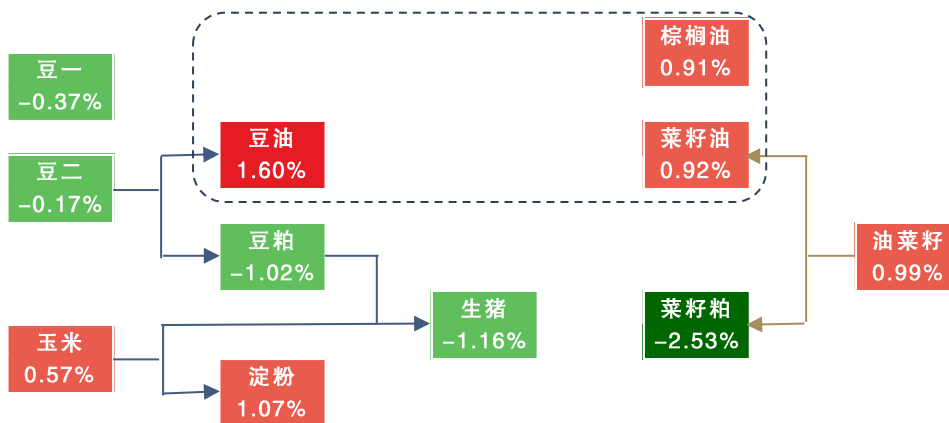 棕榈油
0.91%
豆一
-0.37%
豆油
1.60%
菜籽油
0.92%
豆二
-0.17%
豆粕
-1.02%
油菜籽
0.99%
生猪
-1.16%
菜籽粕
-2.53%
玉米
0.57%
淀粉
1.07%